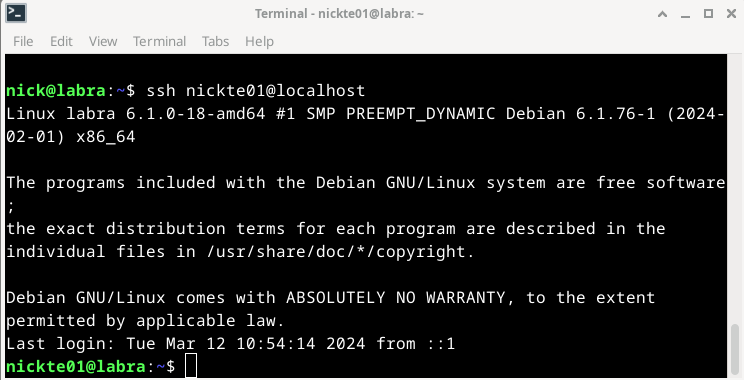 Terminal - nickte01@labra: ~
File Edit View Terminal Tabs Help
nick@labra:~$ ssh nickte01@localhost
Linux labra 6.1.0-18-amd64 #1 SMP PREEMPT_DYNAMIC Debian 6.1.76-1 (2024-
02-01) x86_64
The programs included with the Debian GNU/Linux system are free software
;
the exact distribution terms for each program are described in the
individual files in /usr/share/doc/*/copyright.
Debian GNU/Linux comes with ABSOLUTELY NO WARRANTY, to the extent
permitted by applicable law.
Last login: Tue Mar 12 10:54:14 2024 from ::1
nickte01@labra:~$